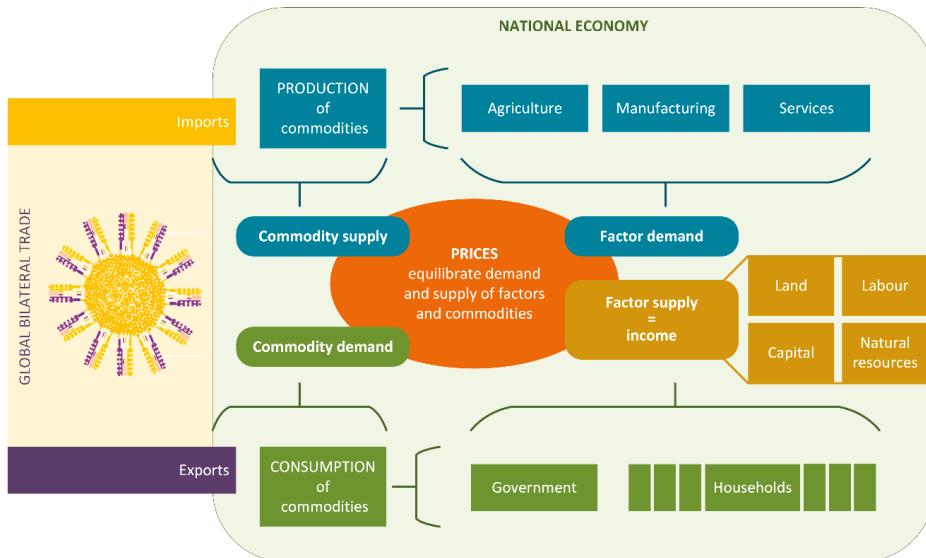 NATIONAL ECONOMY
PRODUCTION
of
commodities
Agriculture
Manufacturing
Services
Imports
GLOBAL BILATERAL TRADE
Commodity supply
Factor demand
PRICES
equilibrate demand
and supply of factors
and commodities
Factor supply
=
income
Land
Labour
Capital
Natural
resources
Commodity demand
Exports
CONSUMPTION
of
commodities
Government
Households